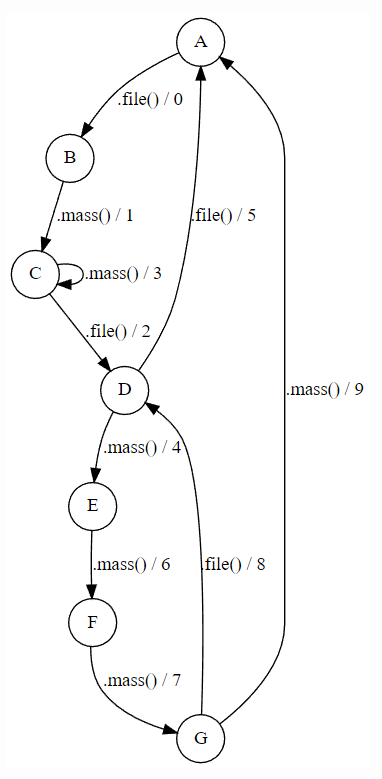 A
.file() / 0
B
.mass() / 1
.file() / 5
C
.mass() / 3
.file() / 2
D
.mass() / 9
.mass() / 4
E
.mass() / 6
.file() / 8
F
.mass() / 7
G